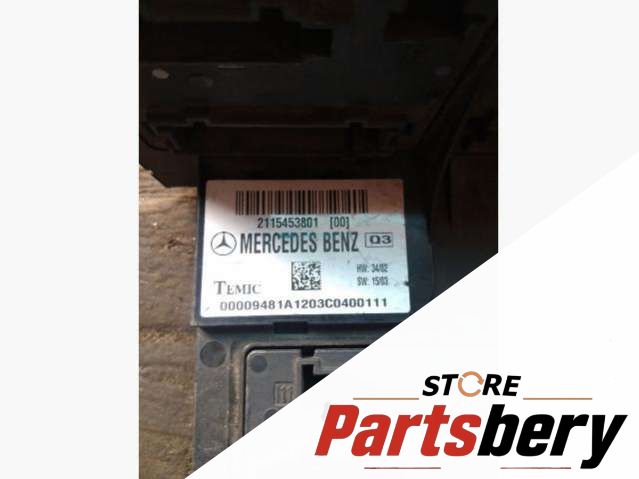 2115453801 [00]
MERCEDES BENZ Q3
HW: 34/02
SW: 15/03
TEMIC
00009481A1203C0400111
STORE
Partsbery